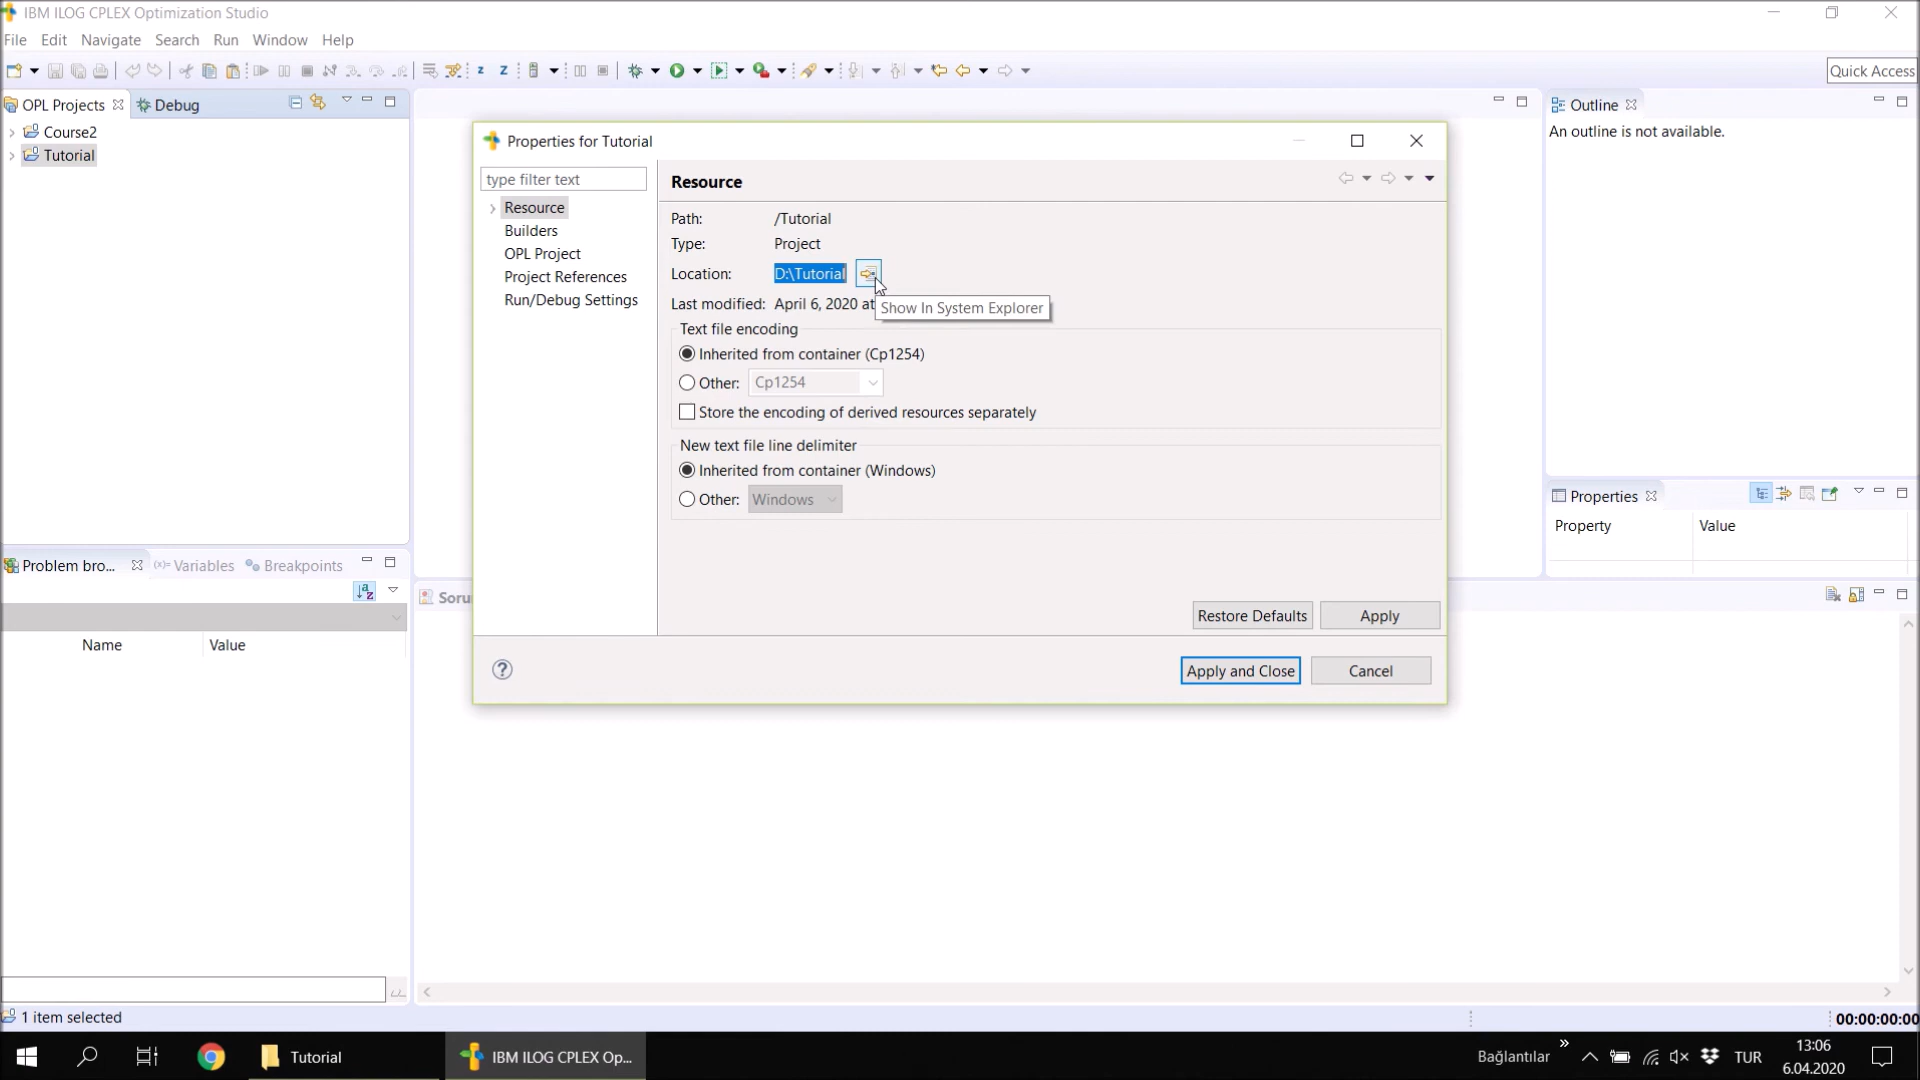 IBM ILOG CPLEX Optimization Studio
File Edit Navigate Search Run Window Help
Quick Access
OPL Projects Debug
Course2
Tutorial
Outline
An outline is not available.
Properties for Tutorial
type filter text
Resource
Builders
OPL Project
Project References
Run/Debug Settings
Resource
Path: /Tutorial
Type: Project
Location: D:\Tutorial
Show In System Explorer
Last modified: April 6, 2020 at
Text file encoding
Inherited from container (Cp1254)
Other: Cp1254
Store the encoding of derived resources separately
New text file line delimiter
Inherited from container (Windows)
Other: Windows
Restore Defaults Apply
Apply and Close Cancel
Properties
Property Value
Problem bro... (x)= Variables Breakpoints
Name Value
Soru
1 item selected
00:00:00:00
Tutorial
IBM ILOG CPLEX Op...
Bağlantılar
TUR
13:06
6.04.2020